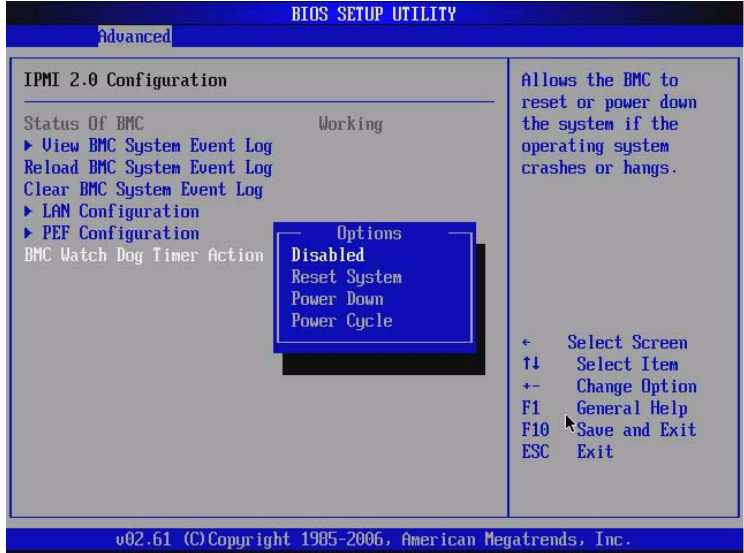 BIOS SETUP UTILITY
Advanced
IPMI 2.0 Configuration
Status Of BMC Working
▶ View BMC System Event Log
Reload BMC System Event Log
Clear BMC System Event Log
▶ LAN Configuration
▶ PEF Configuration
BMC Watch Dog Timer Action
Options
Disabled
Reset System
Power Down
Power Cycle
Allows the BMC to
reset or power down
the system if the
operating system
crashes or hangs.
← Select Screen
↑↓ Select Item
+- Change Option
F1 General Help
F10 Save and Exit
ESC Exit
v02.61 (C)Copyright 1985-2006, American Megatrends, Inc.